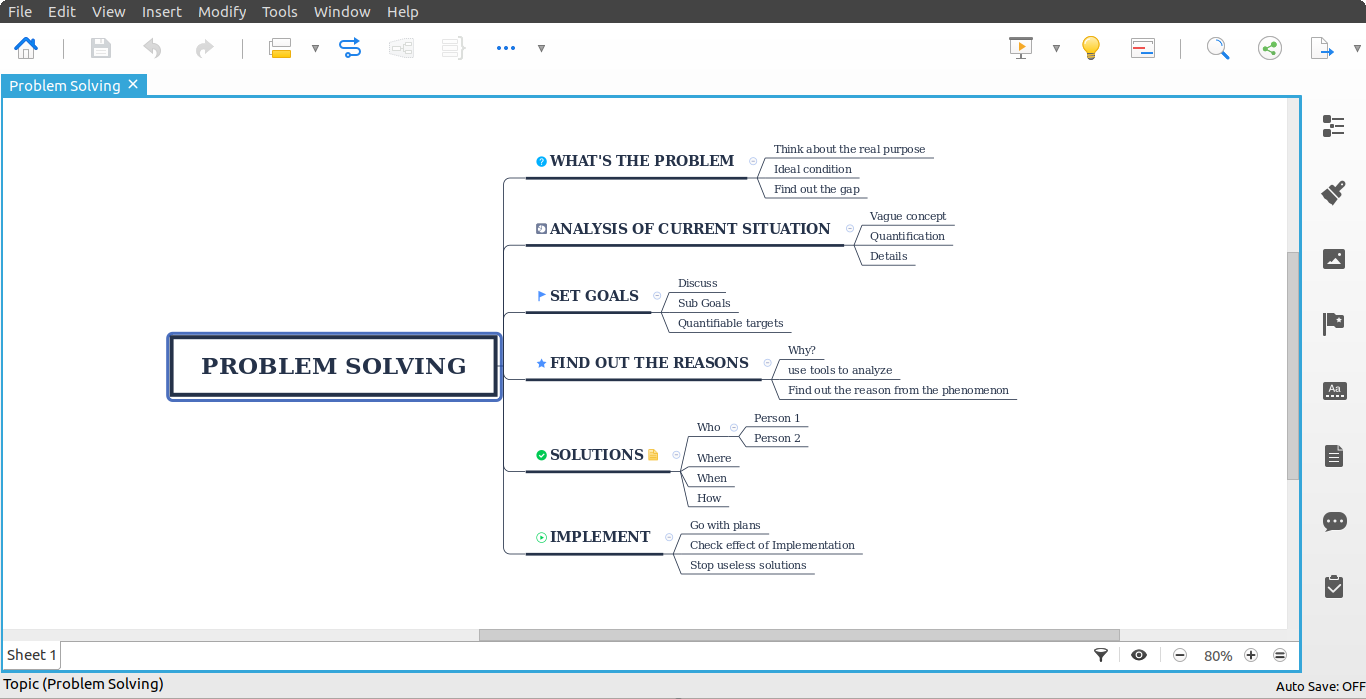 File Edit View Insert Modify Tools Window Help
Problem Solving
WHAT'S THE PROBLEM
Think about the real purpose
Ideal condition
Find out the gap
ANALYSIS OF CURRENT SITUATION
Vague concept
Quantification
Details
SET GOALS
Discuss
Sub Goals
Quantifiable targets
PROBLEM SOLVING
FIND OUT THE REASONS
Why?
use tools to analyze
Find out the reason from the phenomenon
SOLUTIONS
Who
Person 1
Person 2
Where
When
How
IMPLEMENT
Go with plans
Check effect of Implementation
Stop useless solutions
Aa
Sheet 1
80%
Topic (Problem Solving)
Auto Save: OFF